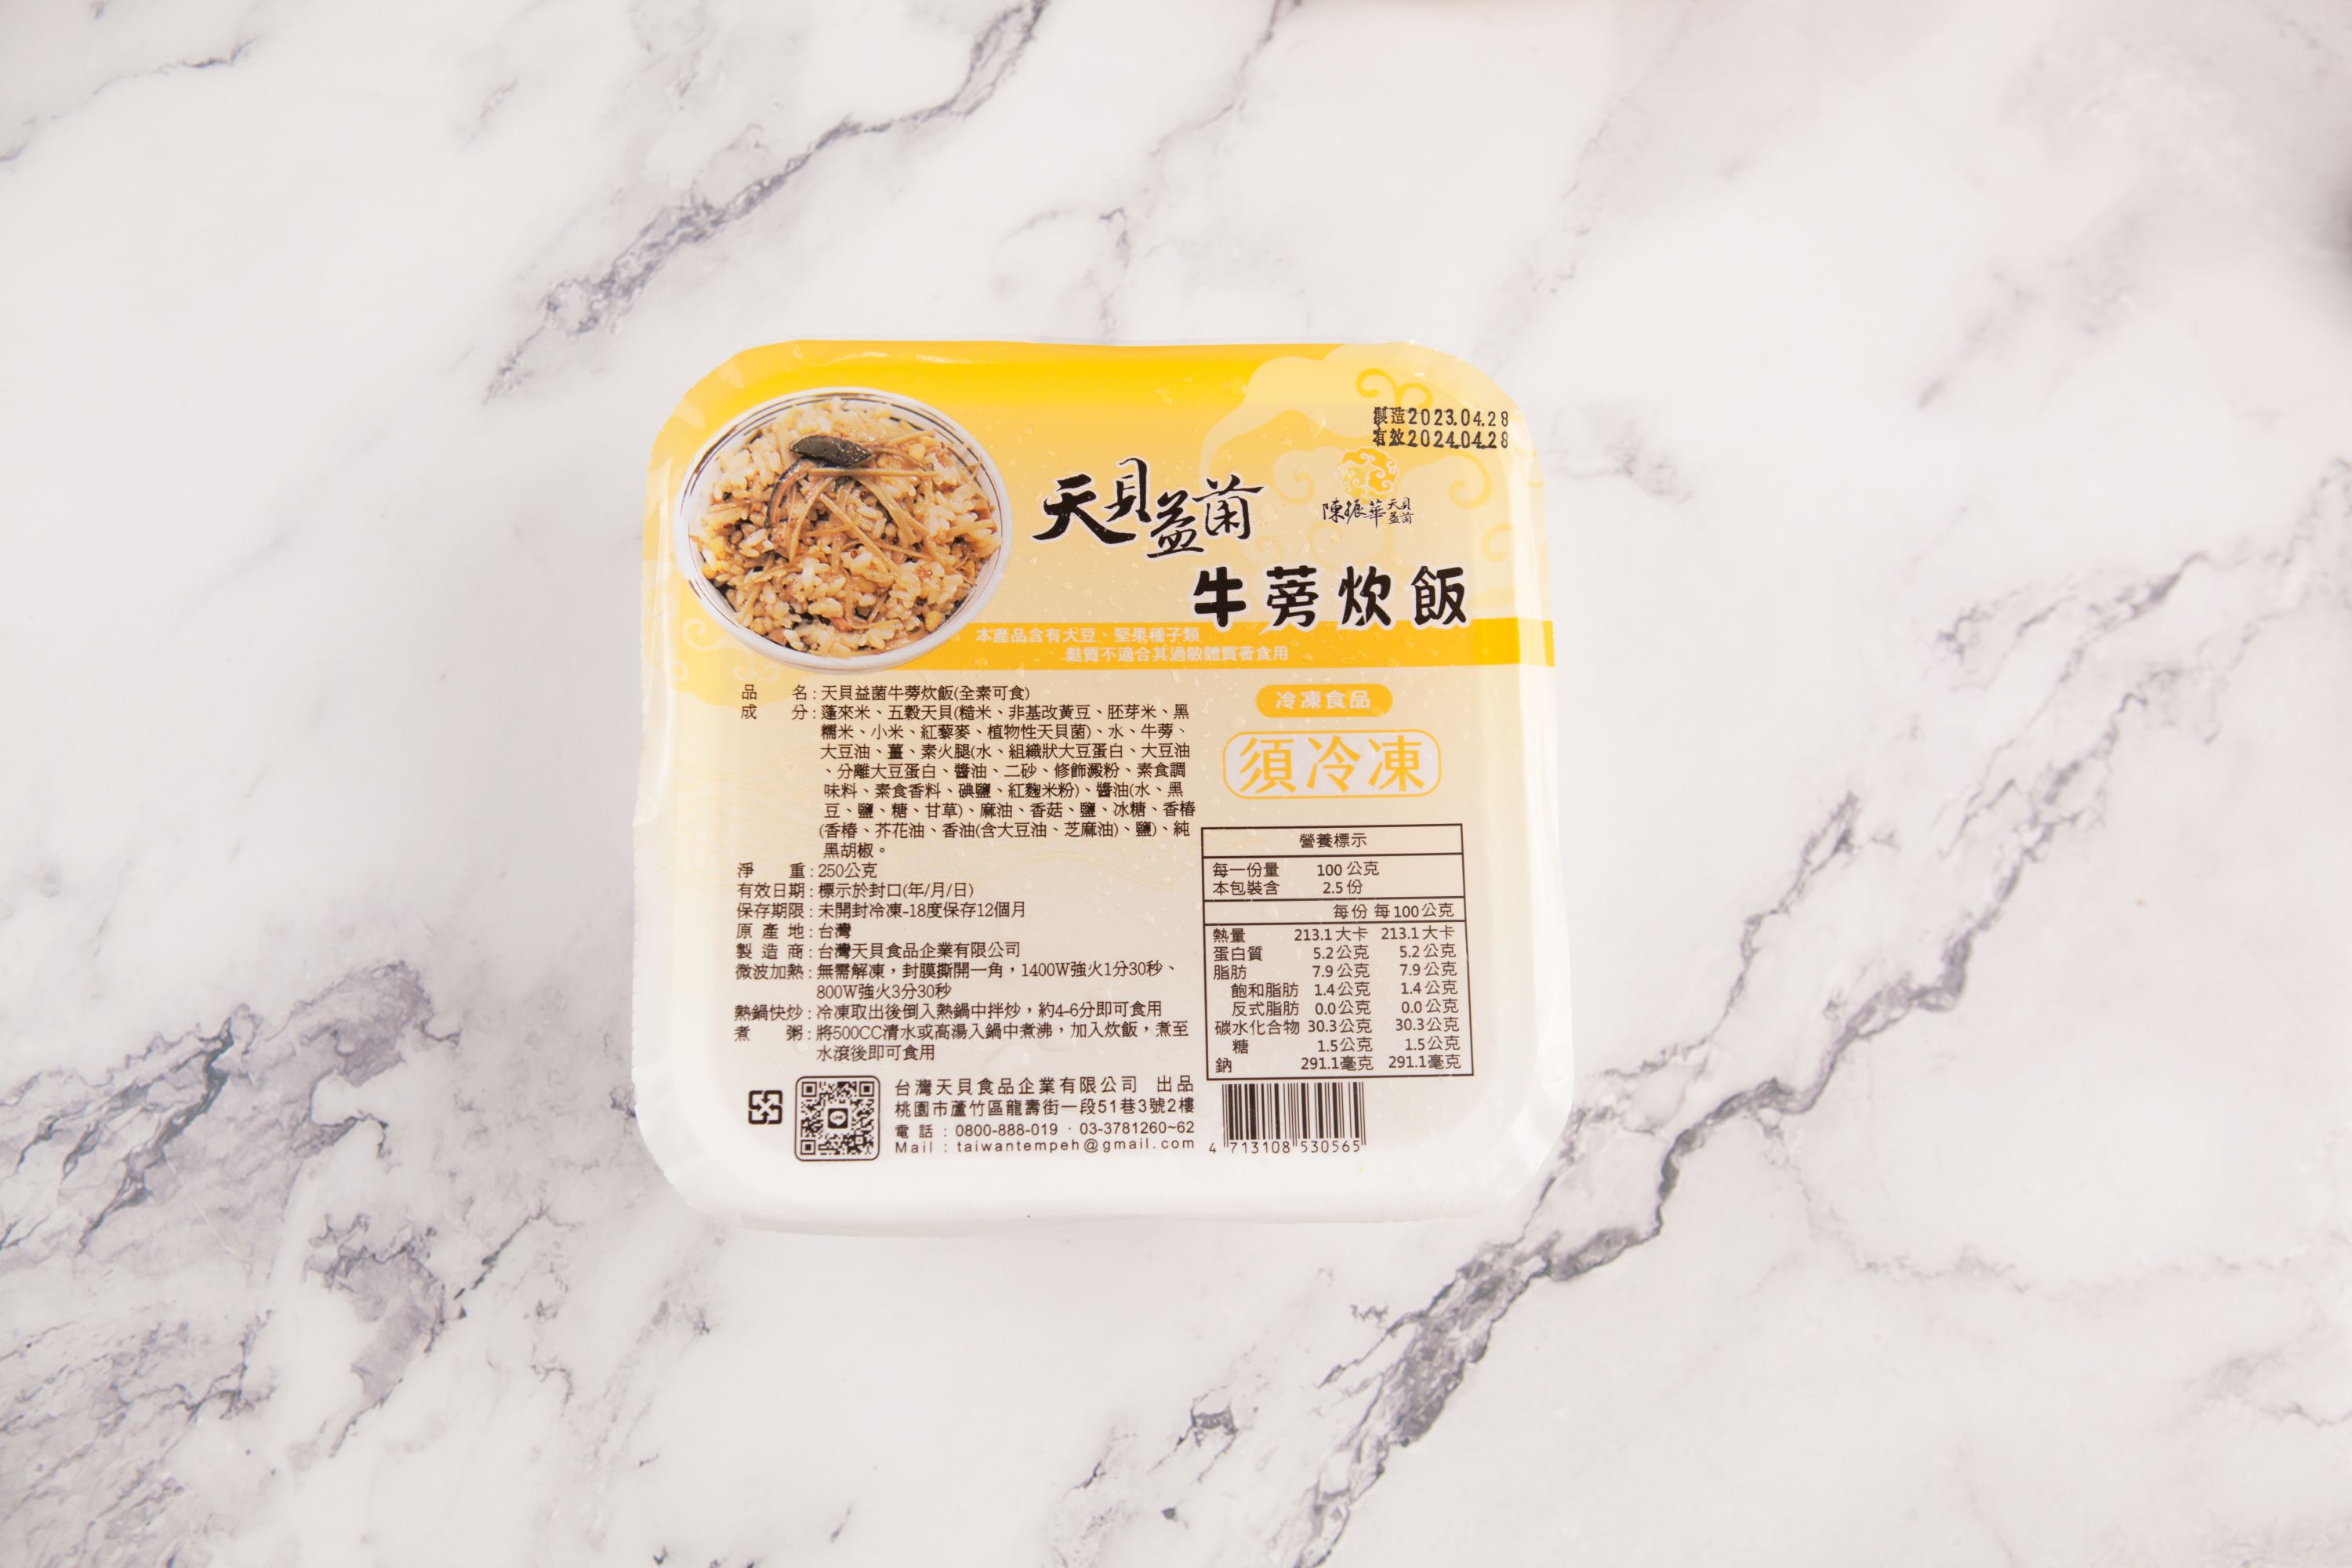 製造2023.04.28
有效2024.04.28
天貝益菌
陳振華天貝益菌
牛蒡炊飯
本產品含有大豆、堅果種子類
麩質不適合其過敏體質著食用
品名：天貝益菌牛蒡炊飯(全素可食)
成分：蓬來米、五穀天貝(糙米、非基改黃豆、胚芽米、黑
糯米、小米、紅藜麥、植物性天貝菌)、水、牛蒡、
大豆油、薑、素火腿(水、組織狀大豆蛋白、大豆油
、分離大豆蛋白、醬油、二砂、修飾澱粉、素食調
味料、素食香料、碘鹽、紅麴米粉)、醬油(水、黑
豆、鹽、糖、甘草)、麻油、香菇、鹽、冰糖、香椿
(香椿、芥花油、香油(含大豆油、芝麻油)、鹽)、純
黑胡椒。
淨重：250公克
有效日期：標示於封口(年/月/日)
保存期限：未開封冷凍-18度保存12個月
原產地：台灣
製造商：台灣天貝食品企業有限公司
微波加熱：無需解凍，封膜撕開一角，1400W強火1分30秒、
800W強火3分30秒
熱鍋快炒：冷凍取出後倒入熱鍋中拌炒，約4-6分即可食用
煮粥：將500CC清水或高湯入鍋中煮沸，加入炊飯，煮至
水滾後即可食用
冷凍食品
須冷凍
營養標示
每一份量 100公克
本包裝含 2.5份
每份 每100公克
熱量 213.1大卡 213.1大卡
蛋白質 5.2公克 5.2公克
脂肪 7.9公克 7.9公克
飽和脂肪 1.4公克 1.4公克
反式脂肪 0.0公克 0.0公克
碳水化合物 30.3公克 30.3公克
糖 1.5公克 1.5公克
鈉 291.1毫克 291.1毫克
台灣天貝食品企業有限公司 出品
桃園市蘆竹區龍壽街一段51巷3號2樓
電話：0800-888-019 · 03-3781260~62
Mail：taiwantempeh@gmail.com
4 713108 530565